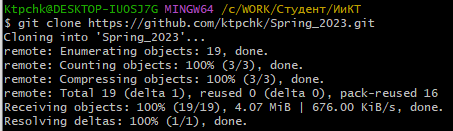 Ktpchk@DESKTOP-IUOSJ7G MINGW64 /c/WORK/Студент/ИиКТ
$ git clone https://github.com/ktpchk/Spring_2023.git
Cloning into 'Spring_2023'...
remote: Enumerating objects: 19, done.
remote: Counting objects: 100% (3/3), done.
remote: Compressing objects: 100% (3/3), done.
remote: Total 19 (delta 1), reused 0 (delta 0), pack-reused 16
Receiving objects: 100% (19/19), 4.07 MiB | 676.00 KiB/s, done.
Resolving deltas: 100% (1/1), done.